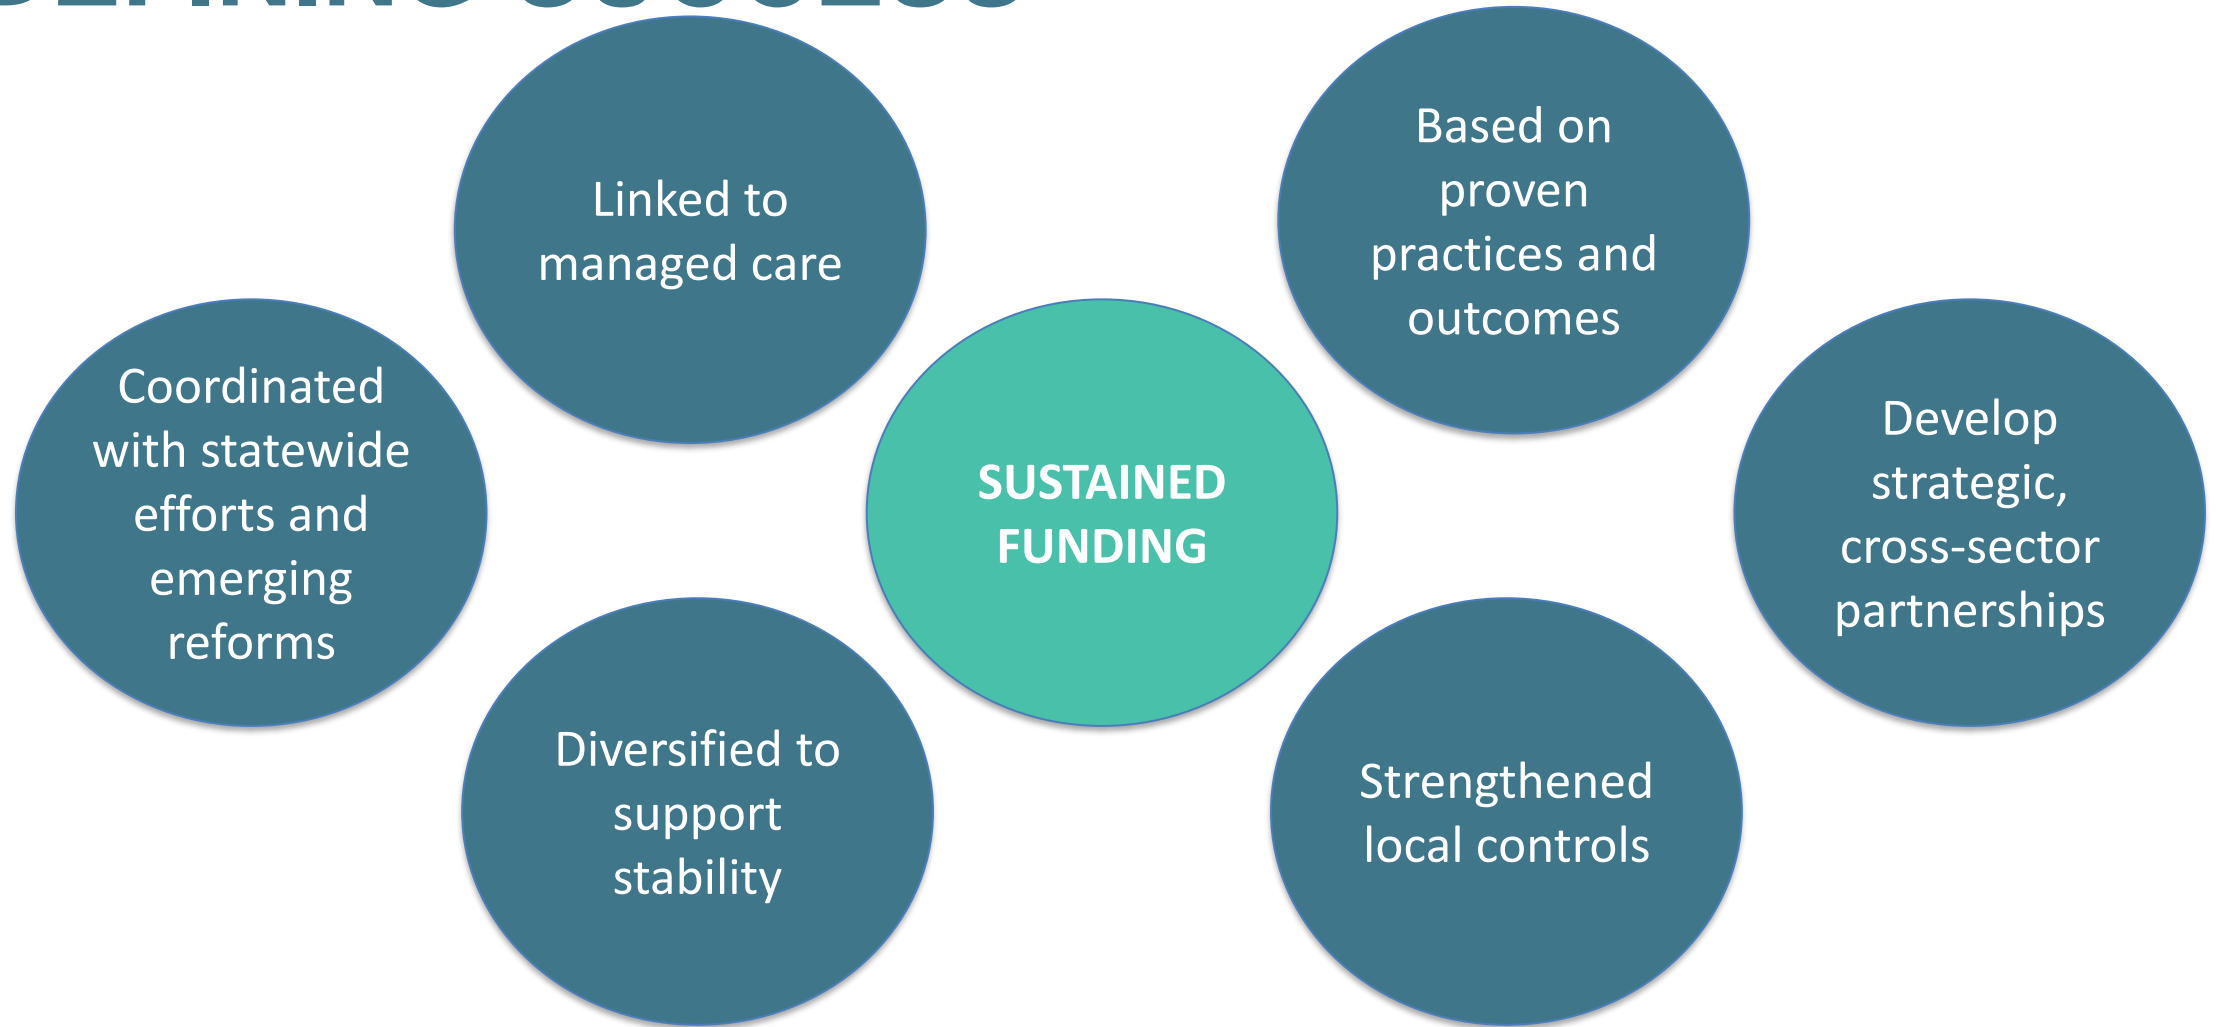 Linked to
managed care
Based on
proven
practices and
outcomes
Coordinated
with statewide
efforts and
emerging
reforms
SUSTAINED
FUNDING
Develop
strategic,
cross-sector
partnerships
Diversified to
support
stability
Strengthened
local controls